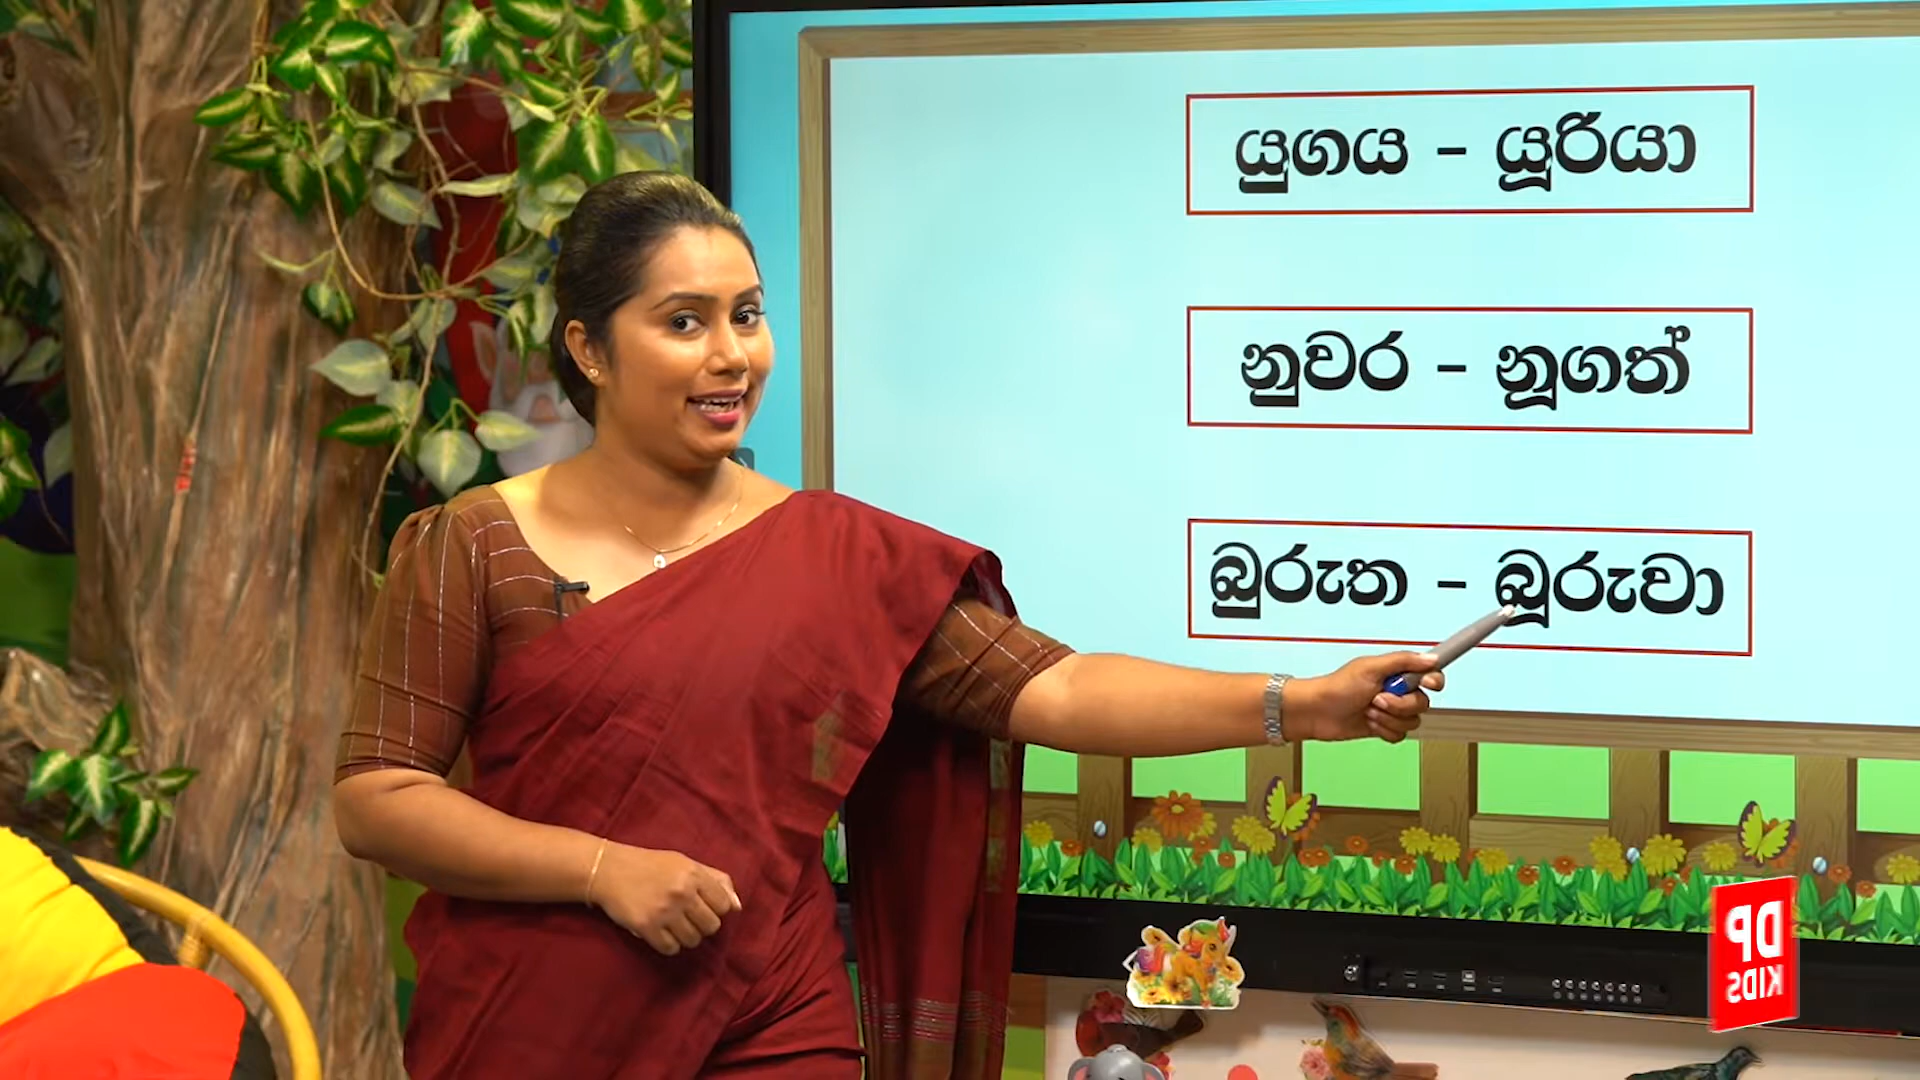 යුගය – යූරියා
නුවර – නූගත්
බුරුත – බූරුවා
DP
KIDS